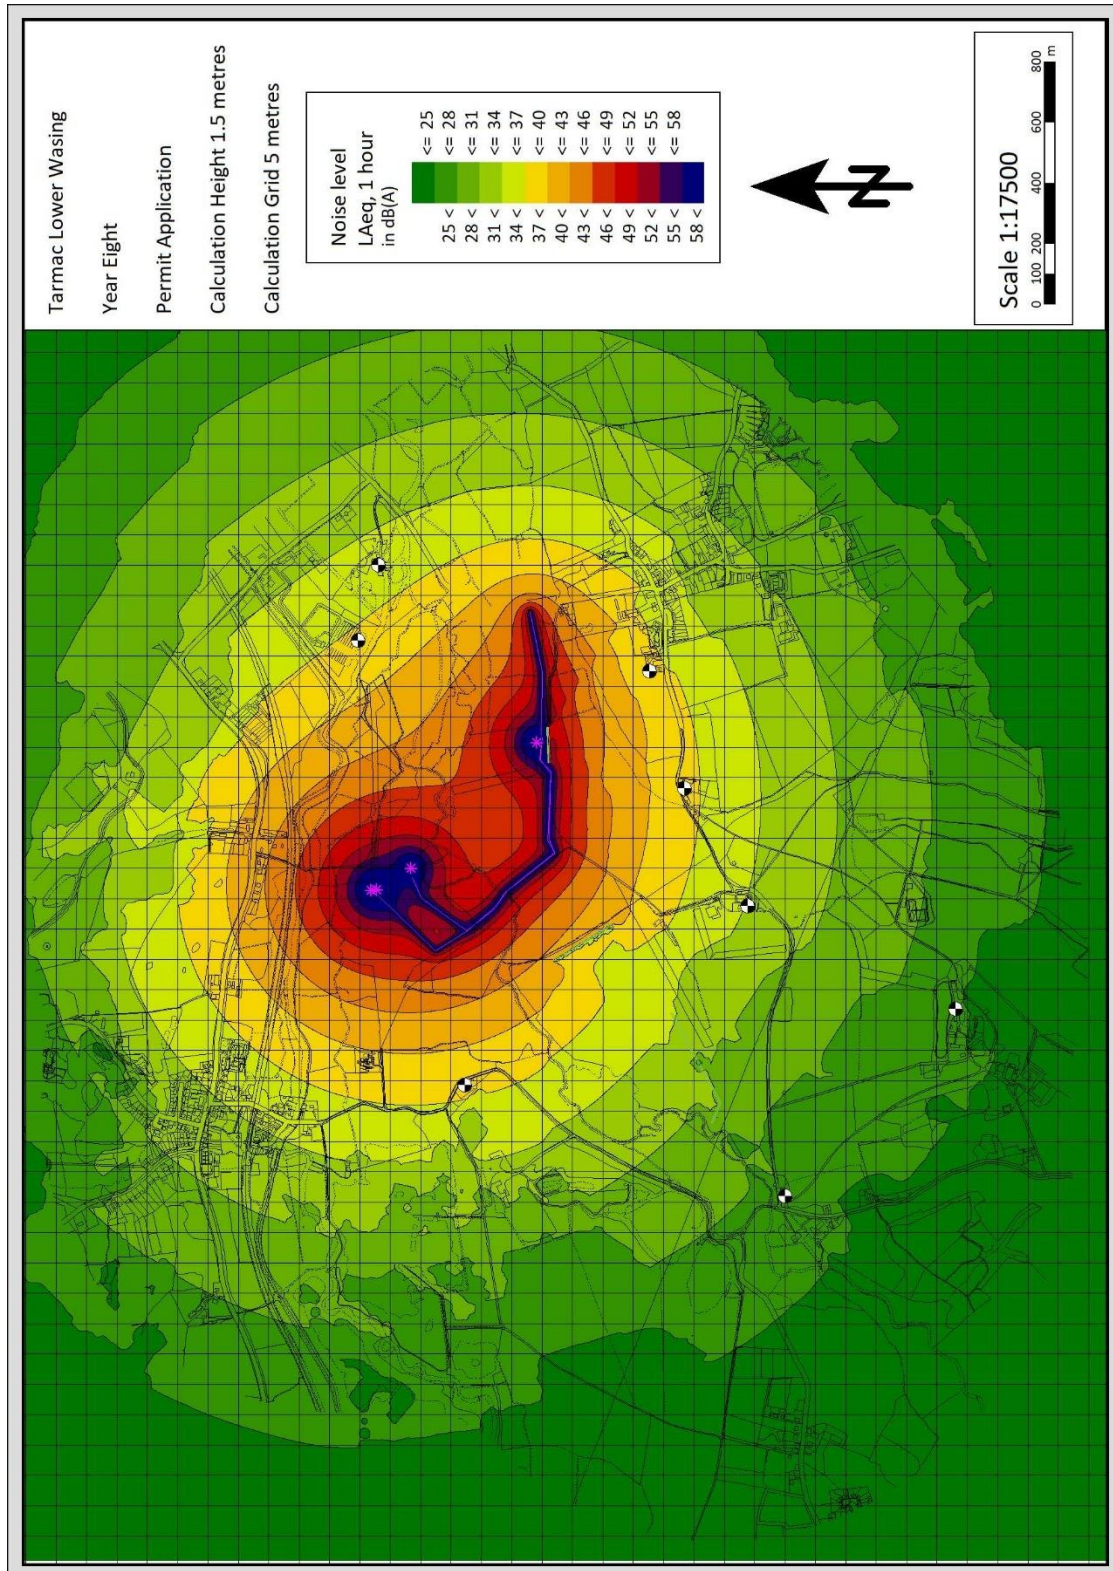 Tarmac Lower Wasing
Year Eight
Permit Application
Calculation Height 1.5 metres
Calculation Grid 5 metres
Noise level
LAeq, 1 hour
in dB(A)
<= 25
25 < <= 28
28 < <= 31
31 < <= 34
34 < <= 37
37 < <= 40
40 < <= 43
43 < <= 46
46 < <= 49
49 < <= 52
52 < <= 55
55 < <= 58
58 <
N
Scale 1:17500
0 100 200 400 600 800
m